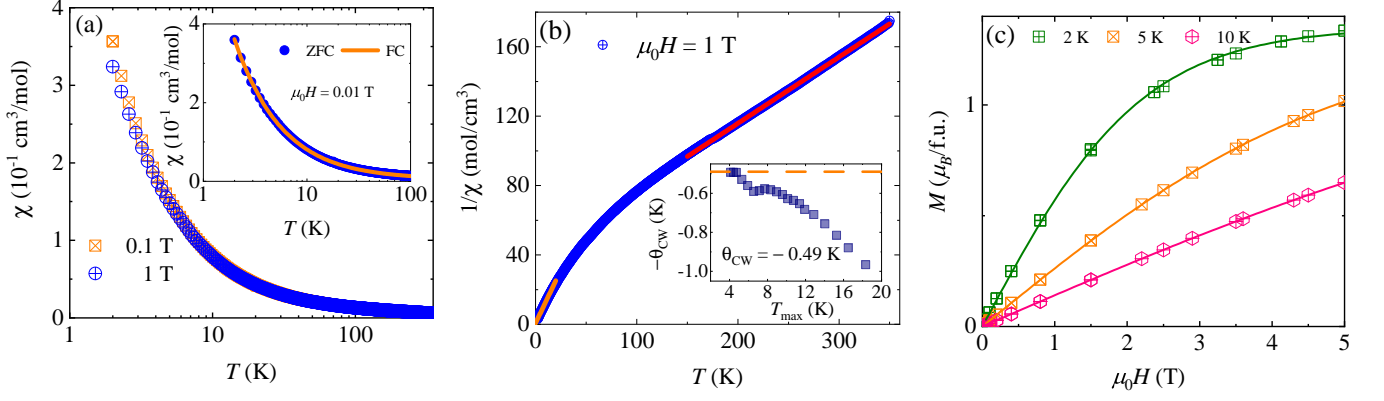 (a)
χ (10⁻¹ cm³/mol)
4
3
2
1
0
1
10
100
T (K)
0.1 T
1 T
χ (10⁻¹ cm³/mol)
4
2
0
1
10
100
T (K)
ZFC
FC
μ₀H = 0.01 T
(b)
μ₀H = 1 T
1/χ (mol/cm³)
160
120
80
40
0
0
100
200
300
T (K)
−θ_CW (K)
−0.6
−0.8
−1.0
4
8
12
16
20
T_max (K)
θ_CW = − 0.49 K
(c)
2 K
5 K
10 K
M (μ_B/f.u.)
1
0
0
1
2
3
4
5
μ₀H (T)